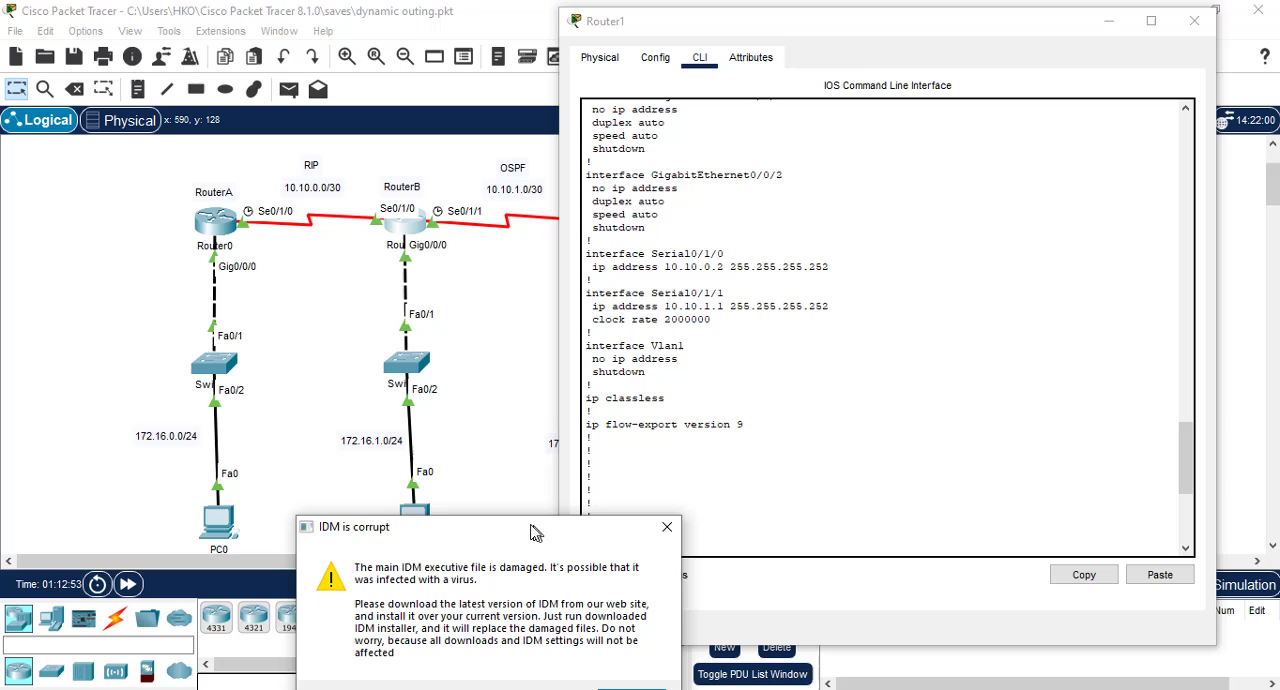 Cisco Packet Tracer - C:\Users\HKO\Cisco Packet Tracer 8.1.0\saves\dynamic outing.pkt
File Edit Options View Tools Extensions Window Help
?
Logical Physical x: 590, y: 128
14:22:00
RIP
OSPF
10.10.0.0/30
10.10.1.0/30
RouterA
RouterB
Se0/1/0
Se0/1/0
Se0/1/1
Router0
Rou
Gig0/0/0
Gig0/0/0
Fa0/1
Fa0/1
Swi
Fa0/2
Swi
Fa0/2
172.16.0.0/24
172.16.1.0/24
17
Fa0
Fa0
PC0
Router1
Physical Config CLI Attributes
IOS Command Line Interface
no ip address
duplex auto
speed auto
shutdown
!
interface GigabitEthernet0/0/2
no ip address
duplex auto
speed auto
shutdown
!
interface Serial0/1/0
ip address 10.10.0.2 255.255.255.252
!
interface Serial0/1/1
ip address 10.10.1.1 255.255.255.252
clock rate 2000000
!
interface Vlan1
no ip address
shutdown
!
ip classless
!
ip flow-export version 9
!
!
!
!
!
!
!
s
Copy Paste
IDM is corrupt
The main IDM executive file is damaged. It's possible that it
was infected with a virus.
Please download the latest version of IDM from our web site,
and install it over your current version. Just run downloaded
IDM installer, and it will replace the damaged files. Do not
worry, because all downloads and IDM settings will not be
affected
Time: 01:12:53
Simulation
4331 4321 194
New Delete
Toggle PDU List Window
Num Edit